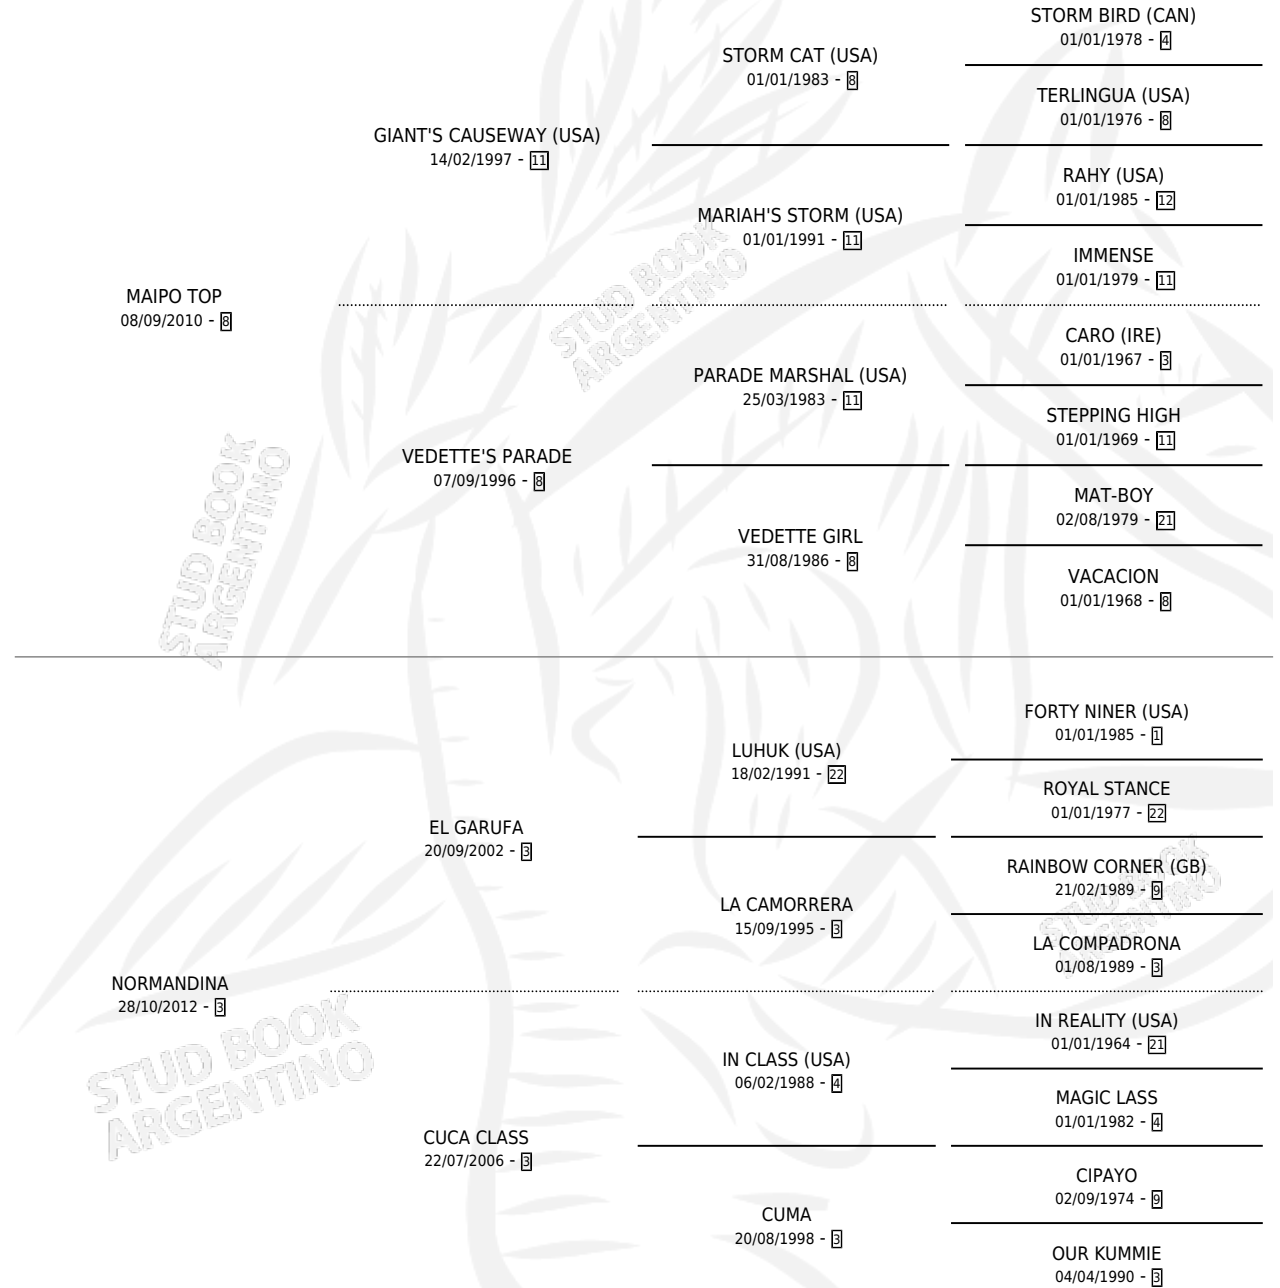 STORM BIRD (CAN)
01/01/1978 - 4
STORM CAT (USA)
01/01/1983 - 8
TERLINGUA (USA)
01/01/1976 - 8
GIANT'S CAUSEWAY (USA)
14/02/1997 - 11
RAHY (USA)
01/01/1985 - 12
MARIAH'S STORM (USA)
01/01/1991 - 11
IMMENSE
01/01/1979 - 11
MAIPO TOP
08/09/2010 - 8
CARO (IRE)
01/01/1967 - 3
PARADE MARSHAL (USA)
25/03/1983 - 11
STEPPING HIGH
01/01/1969 - 11
VEDETTE'S PARADE
07/09/1996 - 8
MAT-BOY
02/08/1979 - 21
VEDETTE GIRL
31/08/1986 - 8
VACACION
01/01/1968 - 8
STUD BOOK
ARGENTINO
STUD BOOK
ARGENTINO
FORTY NINER (USA)
01/01/1985 - 1
LUHUK (USA)
18/02/1991 - 22
ROYAL STANCE
01/01/1977 - 22
EL GARUFA
20/09/2002 - 3
RAINBOW CORNER (GB)
21/02/1989 - 9
LA CAMORRERA
15/09/1995 - 3
LA COMPADRONA
01/08/1989 - 3
STUD BOOK
ARGENTINO
NORMANDINA
28/10/2012 - 3
IN REALITY (USA)
01/01/1964 - 21
IN CLASS (USA)
06/02/1988 - 4
MAGIC LASS
01/01/1982 - 4
STUD BOOK
ARGENTINO
CUCA CLASS
22/07/2006 - 3
CIPAYO
02/09/1974 - 9
CUMA
20/08/1998 - 3
OUR KUMMIE
04/04/1990 - 3